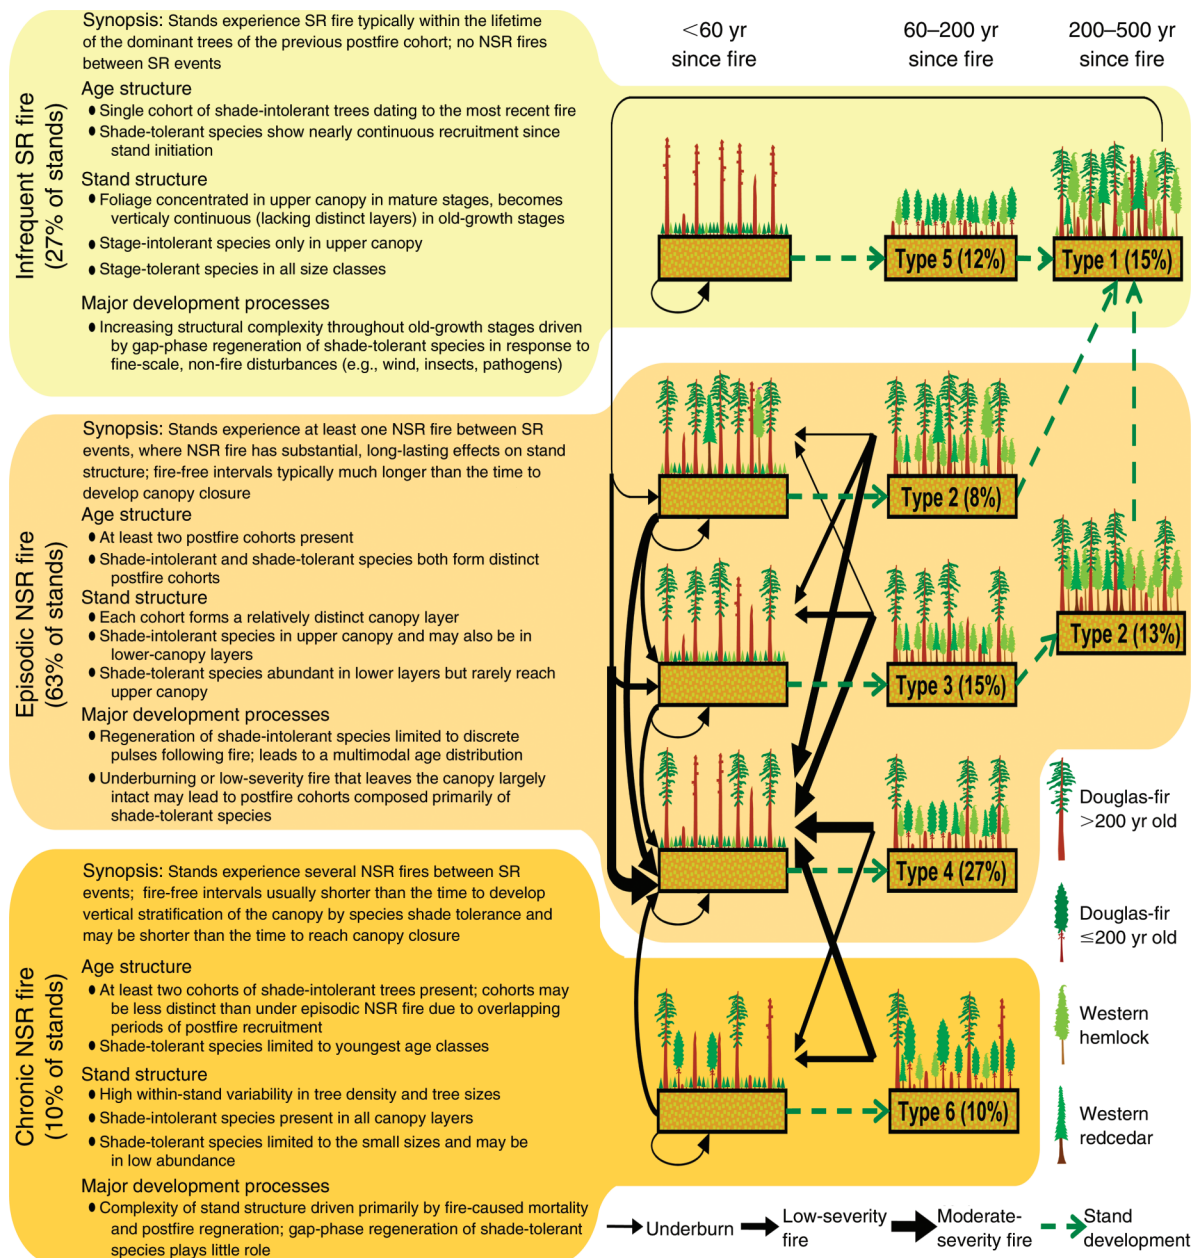 <60 yr
since fire
60–200 yr
since fire
200–500 yr
since fire
Infrequent SR fire
(27% of stands)
Synopsis: Stands experience SR fire typically within the lifetime
of the dominant trees of the previous postfire cohort; no NSR fires
between SR events
Age structure
• Single cohort of shade-intolerant trees dating to the most recent fire
• Shade-tolerant species show nearly continuous recruitment since
stand initiation
Stand structure
• Foliage concentrated in upper canopy in mature stages, becomes
verticaly continuous (lacking distinct layers) in old-growth stages
• Stage-intolerant species only in upper canopy
• Stage-tolerant species in all size classes
Major development processes
• Increasing structural complexity throughout old-growth stages driven
by gap-phase regeneration of shade-tolerant species in response to
fine-scale, non-fire disturbances (e.g., wind, insects, pathogens)
Type 5 (12%)
Type 1 (15%)
Episodic NSR fire
(63% of stands)
Synopsis: Stands experience at least one NSR fire between SR
events, where NSR fire has substantial, long-lasting effects on stand
structure; fire-free intervals typically much longer than the time to
develop canopy closure
Age structure
• At least two postfire cohorts present
• Shade-intolerant and shade-tolerant species both form distinct
postfire cohorts
Stand structure
• Each cohort forms a relatively distinct canopy layer
• Shade-intolerant species in upper canopy and may also be in
lower-canopy layers
• Shade-tolerant species abundant in lower layers but rarely reach
upper canopy
Major development processes
• Regeneration of shade-intolerant species limited to discrete
pulses following fire; leads to a multimodal age distribution
• Underburning or low-severity fire that leaves the canopy largely
intact may lead to postfire cohorts composed primarily of
shade-tolerant species
Type 2 (8%)
Type 2 (13%)
Type 3 (15%)
Type 4 (27%)
Chronic NSR fire
(10% of stands)
Synopsis: Stands experience several NSR fires between SR
events; fire-free intervals usually shorter than the time to develop
vertical stratification of the canopy by species shade tolerance and
may be shorter than the time to reach canopy closure
Age structure
• At least two cohorts of shade-intolerant trees present; cohorts may
be less distinct than under episodic NSR fire due to overlapping
periods of postfire recruitment
• Shade-tolerant species limited to youngest age classes
Stand structure
• High within-stand variability in tree density and tree sizes
• Shade-intolerant species present in all canopy layers
• Shade-tolerant species limited to the small sizes and may be
in low abundance
Major development processes
• Complexity of stand structure driven primarily by fire-caused mortality
and postfire regneration; gap-phase regeneration of shade-tolerant
species plays little role
Type 6 (10%)
Douglas-fir
>200 yr old
Douglas-fir
≤200 yr old
Western
hemlock
Western
redcedar
Underburn
Low-severity
fire
Moderate-
severity fire
Stand
development